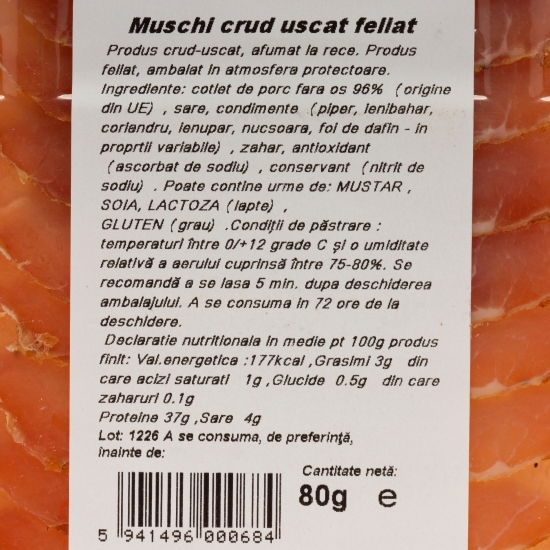 Muschi crud uscat feliat
Produs crud-uscat, afumat la rece. Produs
feliat, ambalat in atmosfera protectoare.
Ingrediente: cotlet de porc fara os 96% (origine
din UE) , sare, condimente (piper, ienibahar,
coriandru, ienupar, nucsoara, foi de dafin - in
proprtii variabile) , zahar, antioxidant
(ascorbat de sodiu) , conservant (nitrit de
sodiu) . Poate contine urme de: MUSTAR ,
SOIA, LACTOZA (lapte) ,
GLUTEN (grau) .Condiții de păstrare :
temperaturi între 0/+12 grade C și o umiditate
relativă a aerului cuprinsă între 75-80%. Se
recomandă a se lasa 5 min. dupa deschiderea
ambalajului. A se consuma in 72 ore de la
deschidere.
Declaratie nutritionala in medie pt 100g produs
finit: Val.energetica :177kcal ,Grasimi 3g din
care acizi saturati 1g ,Glucide 0.5g din care
zaharuri 0.1g
Proteine 37g ,Sare 4g
Lot: 1226 A se consuma, de preferință,
înainte de:
Cantitate netă:
80g e
5 941496 000684